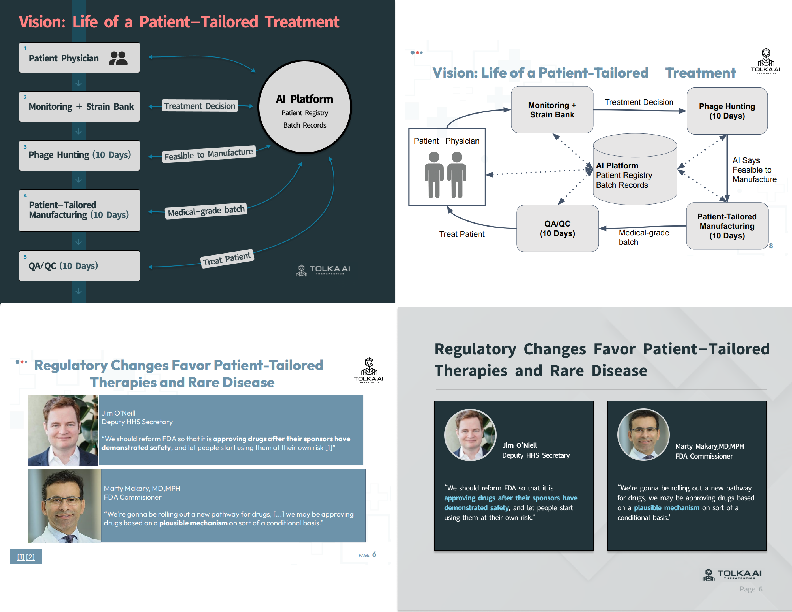 Vision: Life of a Patient-Tailored Treatment
1
Patient Physician
2
Monitoring + Strain Bank
3
Phage Hunting (10 Days)
4
Patient-Tailored
Manufacturing (10 Days)
5
QA/QC (10 Days)
Treatment Decision
Feasible to Manufacture
Medical-grade batch
Treat Patient
AI Platform
Patient Registry
Batch Records
TOLKA AI
TOLKA AI
Vision: Life of a Patient-Tailored Treatment
Monitoring +
Strain Bank
Treatment Decision
Phage Hunting
(10 Days)
Patient Physician
AI Platform
Patient Registry
Batch Records
AI Says
Feasible to
Manufacture
QA/QC
(10 Days)
Patient-Tailored
Manufacturing
(10 Days)
Treat Patient
Medical-grade
batch
8
Regulatory Changes Favor Patient-Tailored
Therapies and Rare Disease
TOLKA AI
Jim O'Neill
Deputy HHS Secretary
"We should reform FDA so that it is approving drugs after their sponsors have
demonstrated safety, and let people start using them at their own risk [1]"
Marty Makary, MD,MPH
FDA Commissioner
"We're gonna be rolling out a new pathway for drugs, [...] we may be approving
drugs based on a plausible mechanism on sort of a conditional basis."
[1] [2]
PAGE 6
Regulatory Changes Favor Patient-Tailored
Therapies and Rare Disease
Jim O'Niell
Deputy HHS Secretary
"We should reform FDA so that it is
approving drugs after their sponsors have
demonstrated safety, and let people start
using them at their own risk."
Marty Makary,MD,MPH
FDA Commissioner
"We're gonna be rolling out a new pathway
for drugs, we may be approving drugs based
on a plausible mechanism on sort of a
conditional basis."
TOLKA AI
Page 6